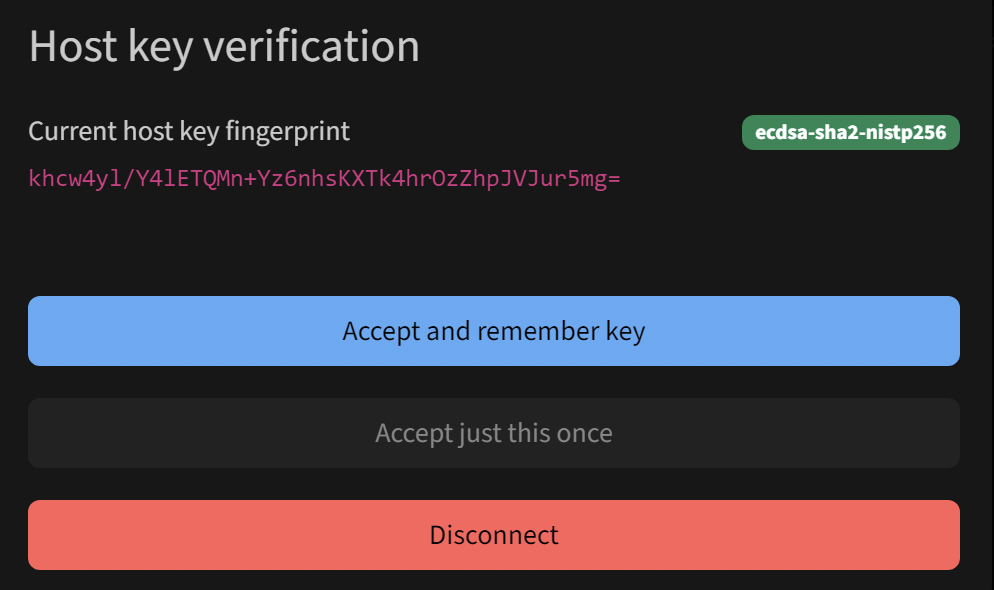 Host key verification
Current host key fingerprint
ecdsa-sha2-nistp256
khcw4yl/Y4lETQMn+Yz6nhsKXTk4hrOzZhpJVJur5mg=
Accept and remember key
Accept just this once
Disconnect